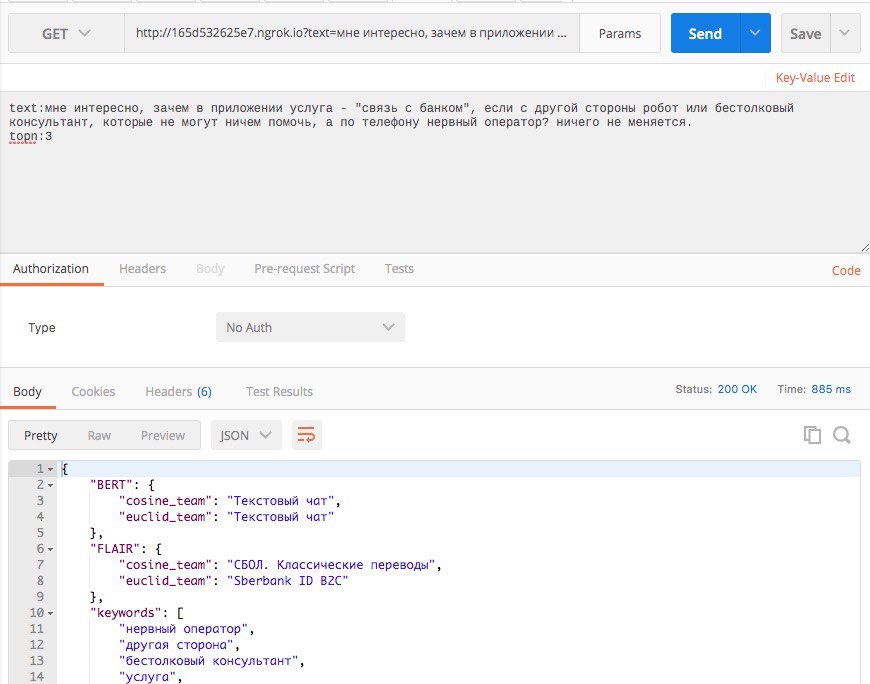 GET http://165d532625e7.ngrok.io?text=мне интересно, зачем в приложении ... Params Send Save
Key-Value Edit
text:мне интересно, зачем в приложении услуга - "связь с банком", если с другой стороны робот или бестолковый
консультант, которые не могут ничем помочь, а по телефону нервный оператор? ничего не меняется.
topn:3
Authorization Headers Body Pre-request Script Tests Code
Type No Auth
Body Cookies Headers (6) Test Results Status: 200 OK Time: 885 ms
Pretty Raw Preview JSON
1 {
2 "BERT": {
3 "cosine_team": "Текстовый чат",
4 "euclid_team": "Текстовый чат"
5 },
6 "FLAIR": {
7 "cosine_team": "СБОЛ. Классические переводы",
8 "euclid_team": "Sberbank ID B2C"
9 },
10 "keywords": [
11 "нервный оператор",
12 "другая сторона",
13 "бестолковый консультант",
14 "услуга",